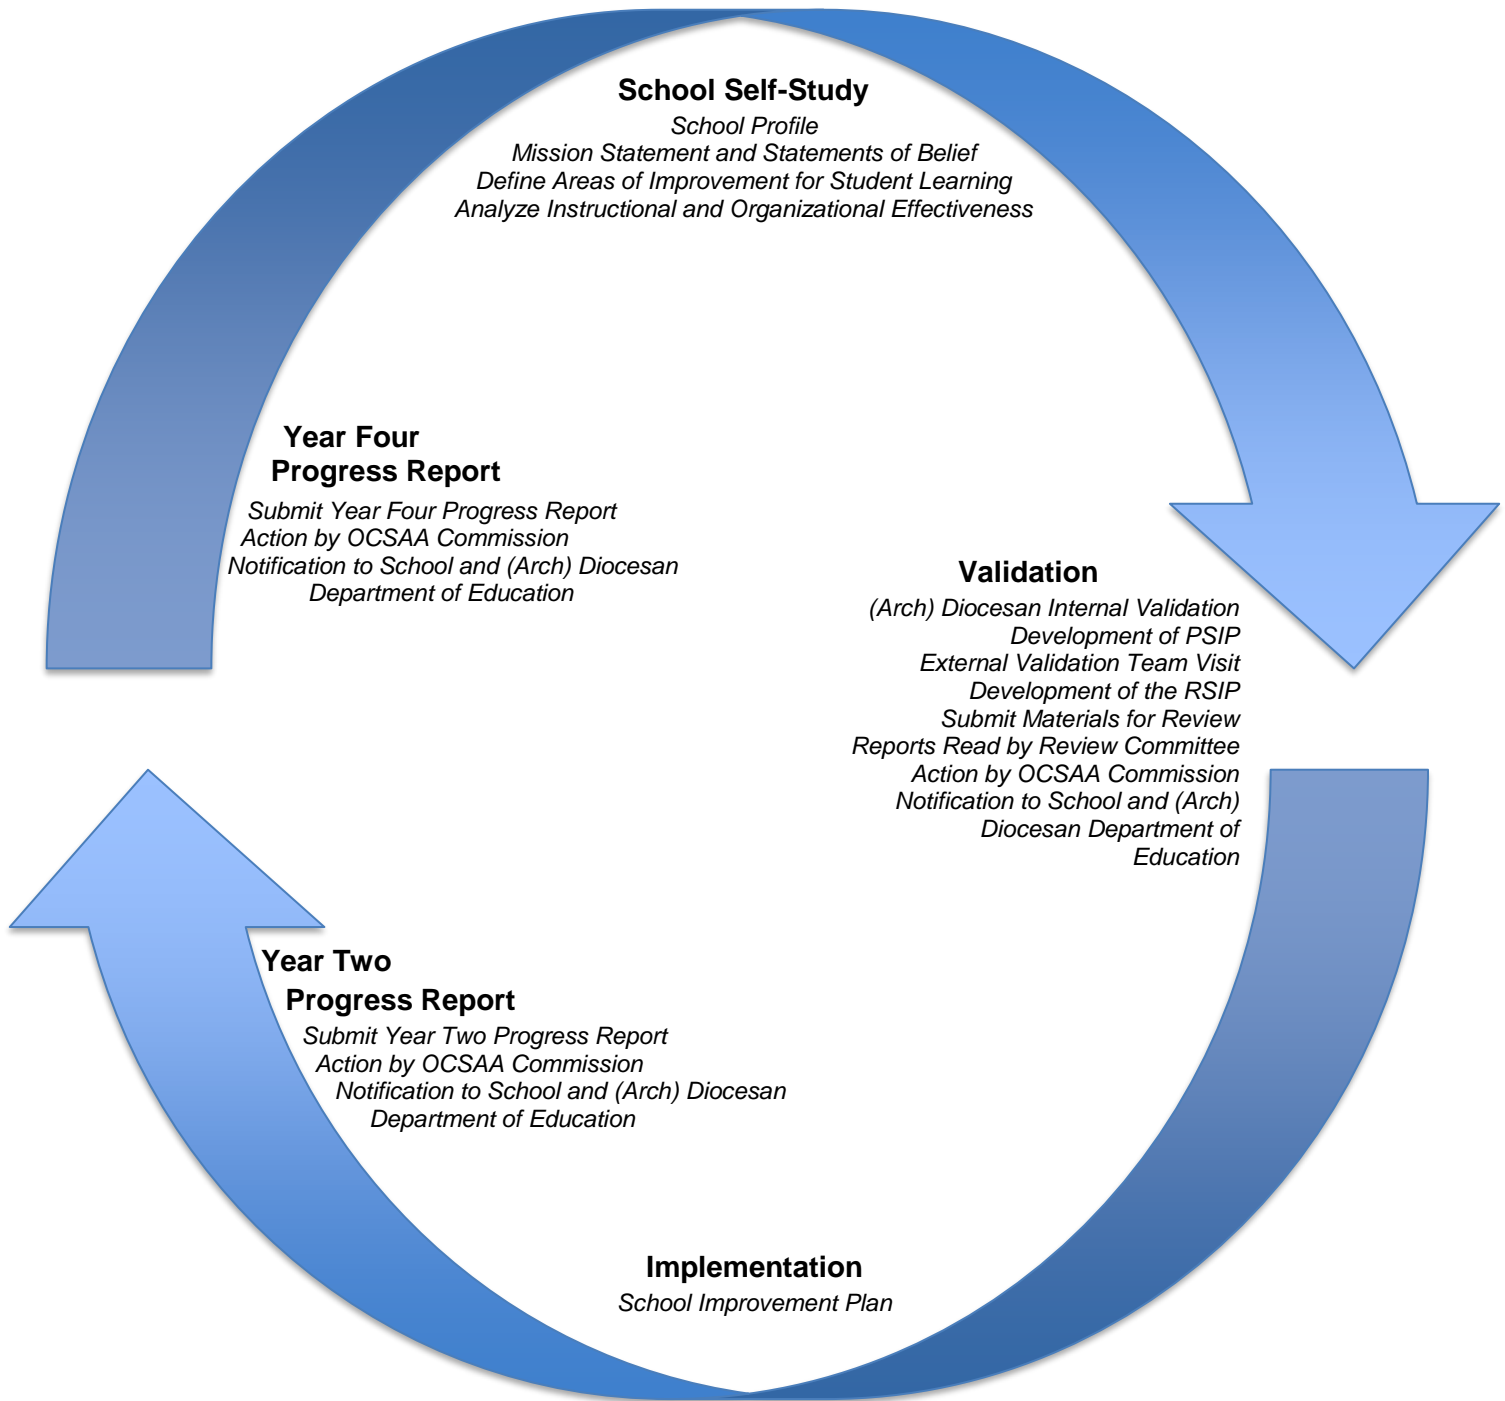 School Self-Study
School Profile
Mission Statement and Statements of Belief
Define Areas of Improvement for Student Learning
Analyze Instructional and Organizational Effectiveness
Year Four
Progress Report
Submit Year Four Progress Report
Action by OCSAA Commission
Notification to School and (Arch) Diocesan
Department of Education
Validation
(Arch) Diocesan Internal Validation
Development of PSIP
External Validation Team Visit
Development of the RSIP
Submit Materials for Review
Reports Read by Review Committee
Action by OCSAA Commission
Notification to School and (Arch)
Diocesan Department of
Education
Year Two
Progress Report
Submit Year Two Progress Report
Action by OCSAA Commission
Notification to School and (Arch) Diocesan
Department of Education
Implementation
School Improvement Plan